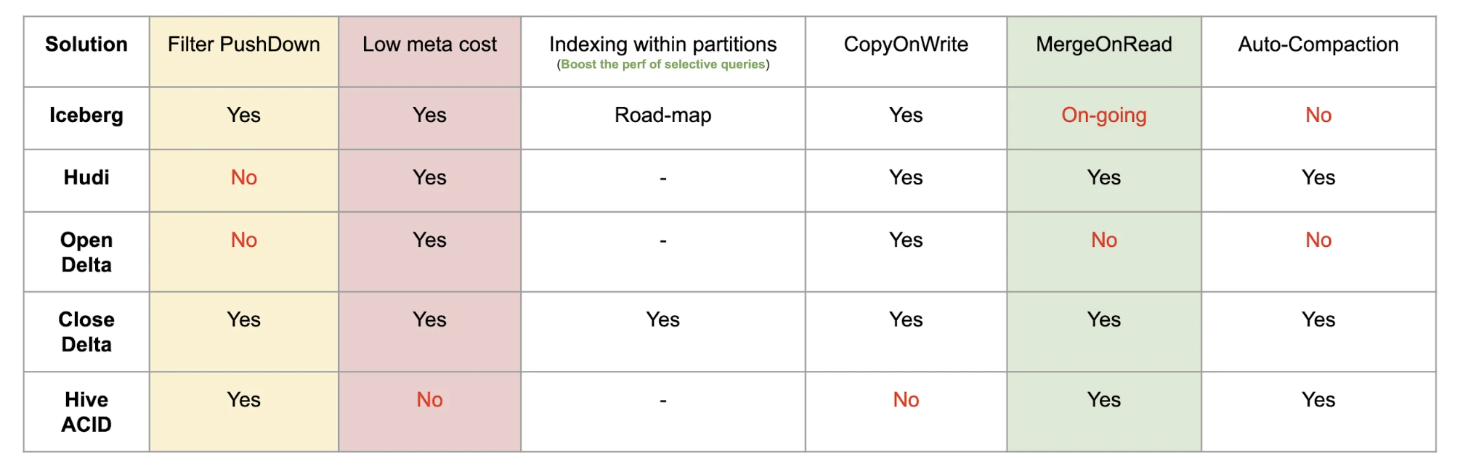 Solution Filter PushDown Low meta cost Indexing within partitions CopyOnWrite MergeOnRead Auto-Compaction
(Boost the perf of selective queries)
Iceberg Yes Yes Road-map Yes On-going No
Hudi No Yes - Yes Yes Yes
Open No Yes - Yes No No
Delta
Close Yes Yes Yes Yes Yes Yes
Delta
Hive Yes No - No Yes Yes
ACID